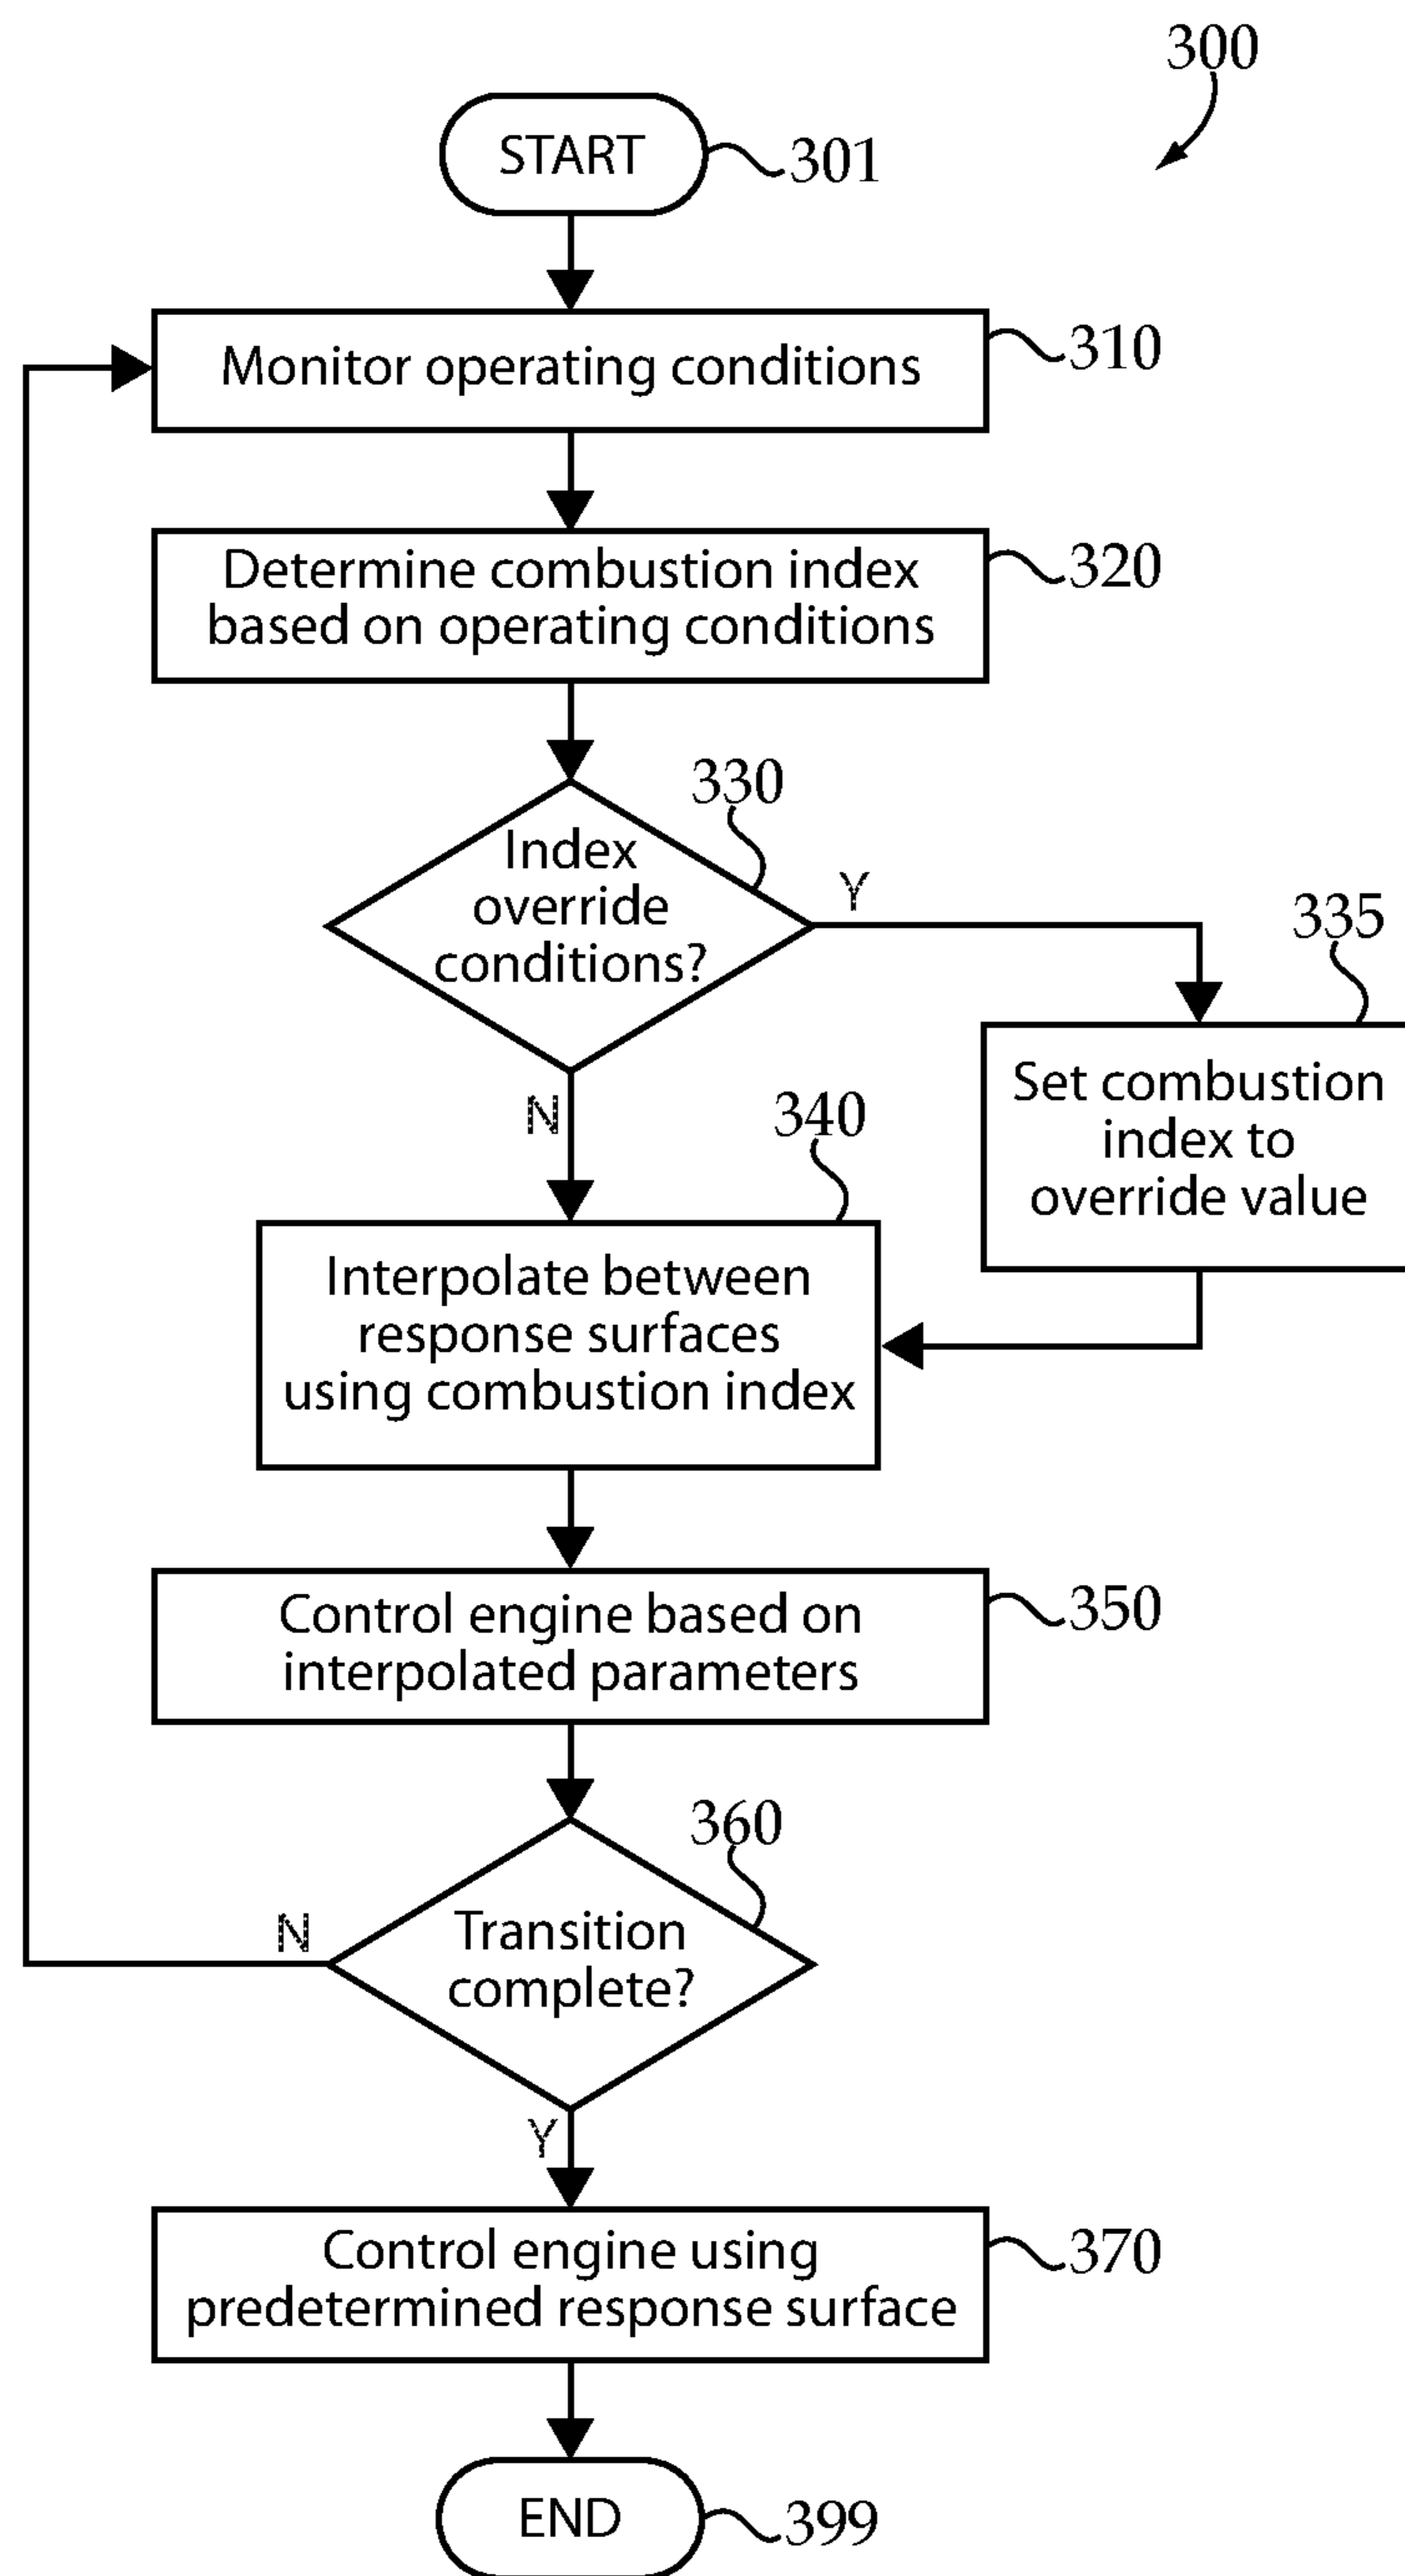 300
START
301
Monitor operating conditions
310
Determine combustion index
based on operating conditions
320
330
Index
override
conditions?
Y
335
Set combustion
index to
override value
N
340
Interpolate between
response surfaces
using combustion index
Control engine based on
interpolated parameters
350
360
N
Transition
complete?
Y
Control engine using
predetermined response surface
370
END
399